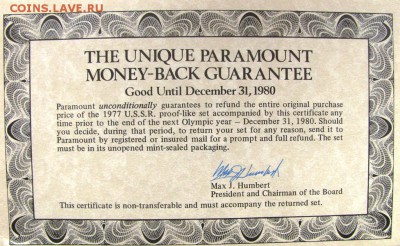 COINS.LAVE.RU
THE UNIQUE PARAMOUNT
MONEY-BACK GUARANTEE
Good Until December 31, 1980
Paramount unconditionally guarantees to refund the entire original purchase
price of the 1977 U.S.S.R. proof-like set accompanied by this certificate any
time prior to the end of the next Olympic year – December 31, 1980. Should
you decide, during that period, to return your set for any reason, send it to
Paramount by registered or insured mail for a prompt and full refund. The set
must be in its unopened mint-sealed packaging.
Max J. Humbert
Max J. Humbert
President and Chairman of the Board
This certificate is non-transferable and must accompany the returned set.